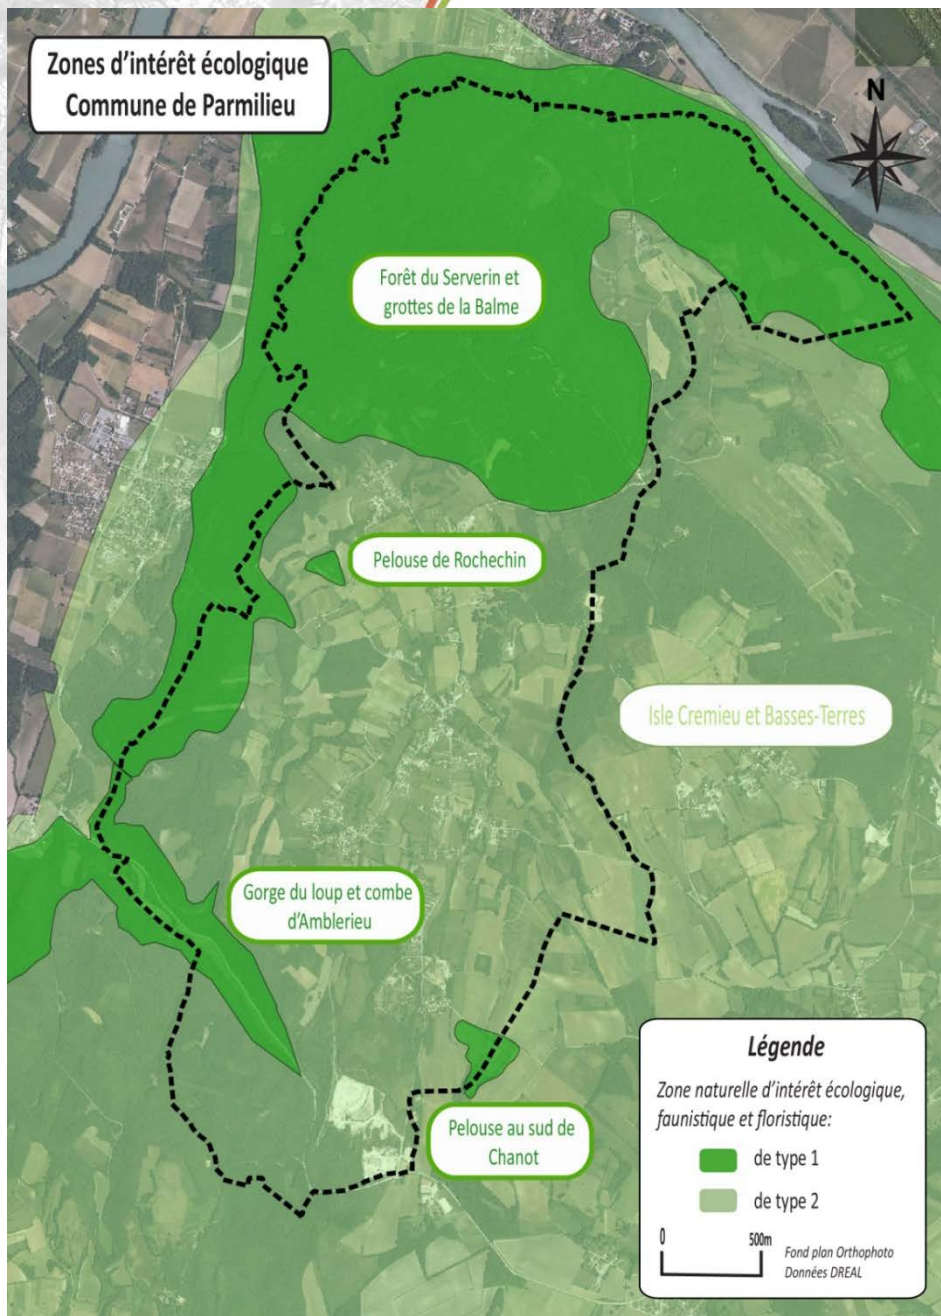 Zones d'intérêt écologique
Commune de Parmilieu
N
Forêt du Serverin et
grottes de la Balme
Pelouse de Rochechin
Isle Cremieu et Basses-Terres
Gorge du loup et combe
d'Amblerieu
Pelouse au sud de
Chanot
Légende
Zone naturelle d'intérêt écologique,
faunistique et floristique:
de type 1
de type 2
0 500m
Fond plan Orthophoto
Données DREAL